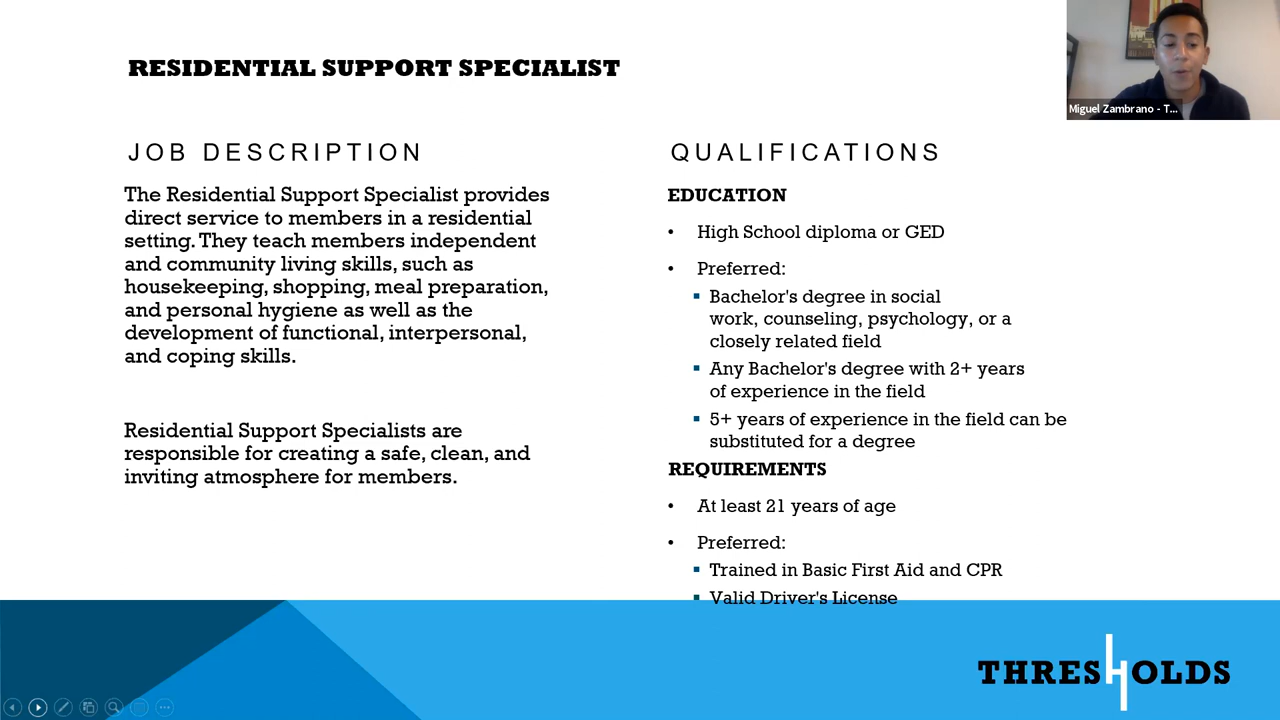 RESIDENTIAL SUPPORT SPECIALIST
JOB DESCRIPTION
The Residential Support Specialist provides
direct service to members in a residential
setting. They teach members independent
and community living skills, such as
housekeeping, shopping, meal preparation,
and personal hygiene as well as the
development of functional, interpersonal,
and coping skills.
Residential Support Specialists are
responsible for creating a safe, clean, and
inviting atmosphere for members.
QUALIFICATIONS
EDUCATION
• High School diploma or GED
• Preferred:
▪ Bachelor's degree in social
work, counseling, psychology, or a
closely related field
▪ Any Bachelor's degree with 2+ years
of experience in the field
▪ 5+ years of experience in the field can be
substituted for a degree
REQUIREMENTS
• At least 21 years of age
• Preferred:
▪ Trained in Basic First Aid and CPR
▪ Valid Driver's License
Miguel Zambrano - T...
THRESHOLDS